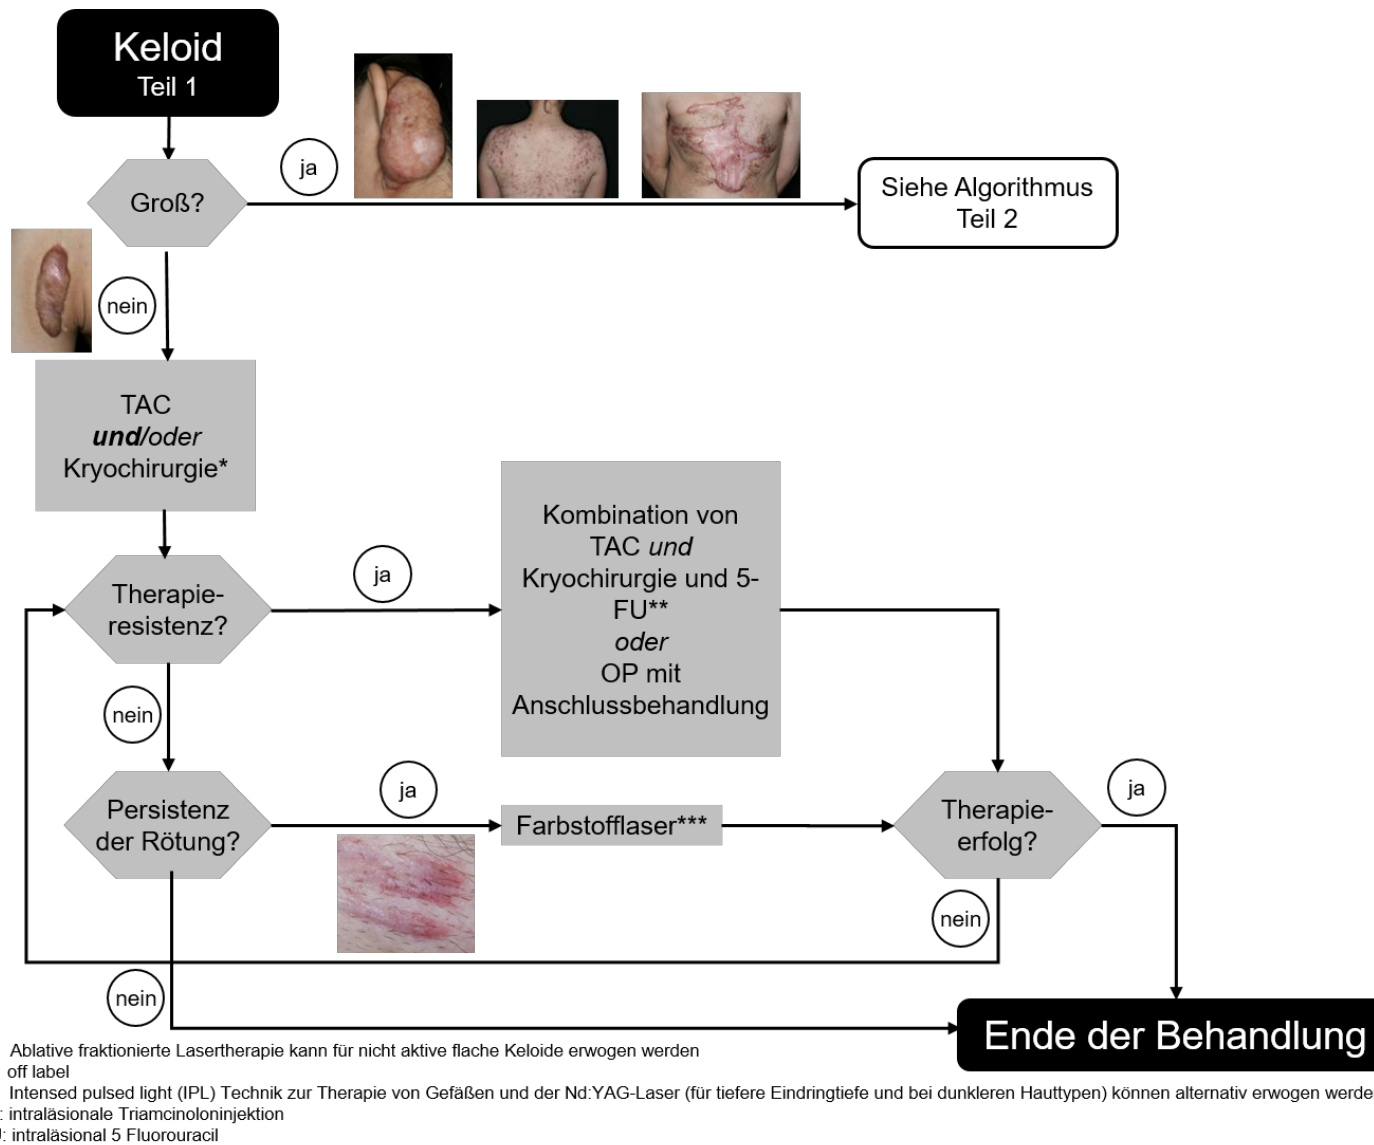 Keloid
Teil 1
ja
Groß?
Siehe Algorithmus
Teil 2
nein
TAC
und/oder
Kryochirurgie*
Therapie-
resistenz?
ja
Kombination von
TAC und
Kryochirurgie und 5-
FU**
oder
OP mit
Anschlussbehandlung
nein
Persistenz
der Rötung?
ja
Farbstofflaser***
Therapie-
erfolg?
ja
nein
nein
Ende der Behandlung
Ablative fraktionierte Lasertherapie kann für nicht aktive flache Keloide erwogen werden
off label
Intensed pulsed light (IPL) Technik zur Therapie von Gefäßen und der Nd:YAG-Laser (für tiefere Eindringtiefe und bei dunkleren Hauttypen) können alternativ erwogen werde
: intraläsionale Triamcinoloninjektion
: intraläsional 5 Fluorouracil